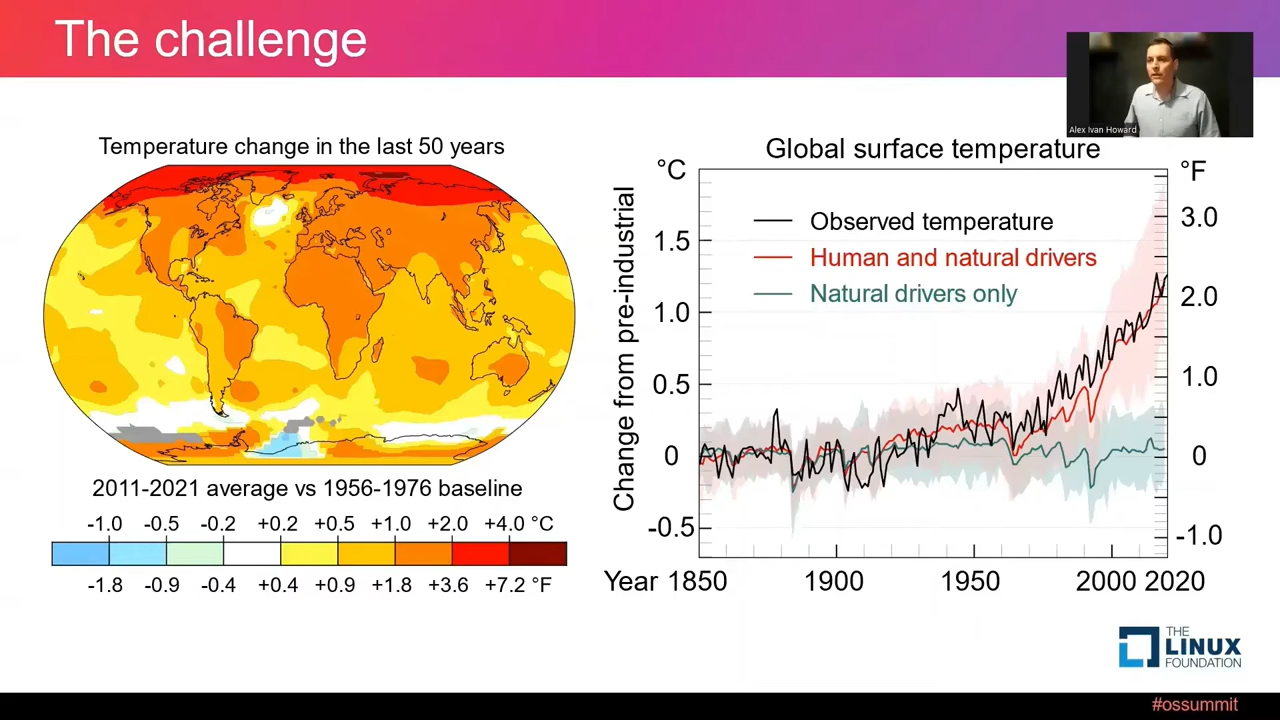 The challenge
Alex Ivan Howard
Temperature change in the last 50 years
2011-2021 average vs 1956-1976 baseline
-1.0 -0.5 -0.2 +0.2 +0.5 +1.0 +2.0 +4.0 °C
-1.8 -0.9 -0.4 +0.4 +0.9 +1.8 +3.6 +7.2 °F
Global surface temperature
°C
°F
Change from pre-industrial
Observed temperature
Human and natural drivers
Natural drivers only
1.5
1.0
0.5
0
-0.5
3.0
2.0
1.0
0
-1.0
Year 1850 1900 1950 2000 2020
THE
LINUX
FOUNDATION
#ossummit